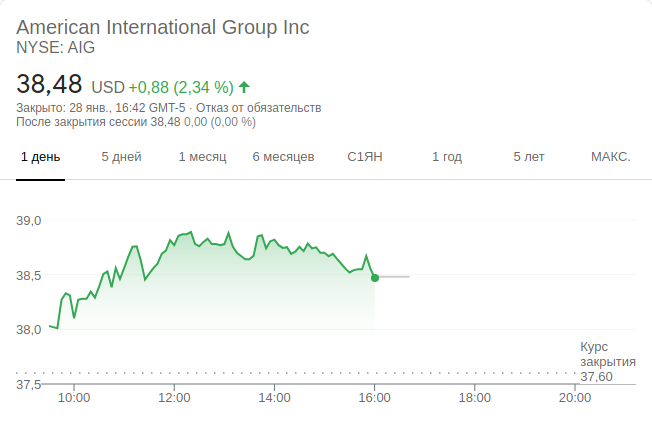 American International Group Inc
NYSE: AIG
38,48 USD +0,88 (2,34 %)
Закрыто: 28 янв., 16:42 GMT-5 · Отказ от обязательств
После закрытия сессии 38,48 0,00 (0,00 %)
1 день 5 дней 1 месяц 6 месяцев С1ЯН 1 год 5 лет МАКС.
39,0
38,5
38,0
Курс
закрытия
37,60
37,5
10:00 12:00 14:00 16:00 18:00 20:00